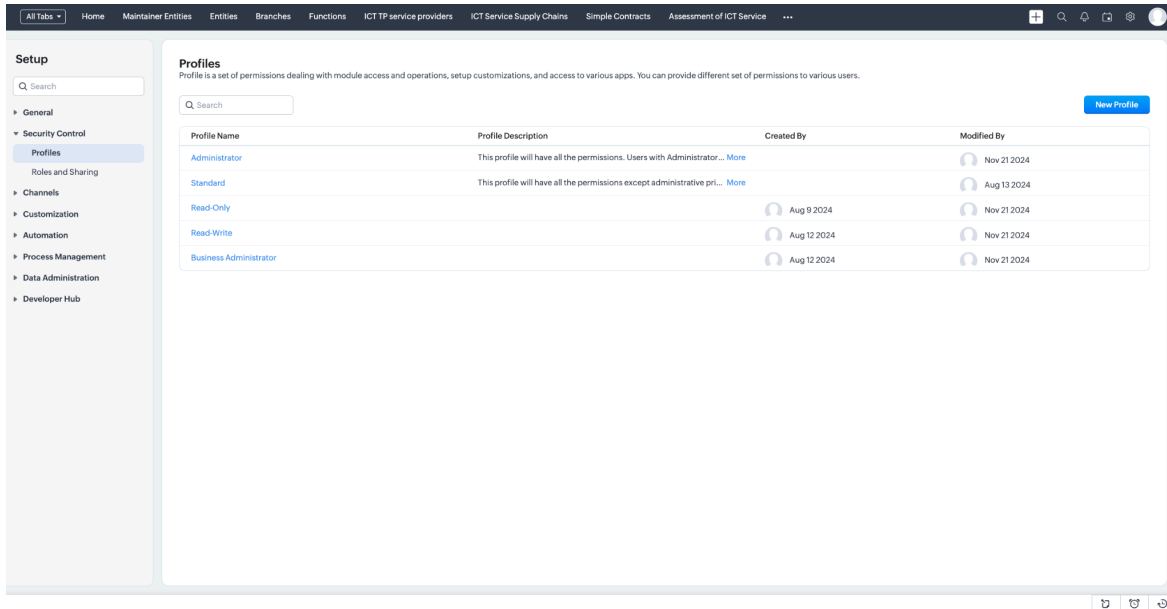 All Tabs Home Maintainer Entities Entities Branches Functions ICT TP service providers ICT Service Supply Chains Simple Contracts Assessment of ICT Service ...
Setup
Search
General
Security Control
Profiles
Roles and Sharing
Channels
Customization
Automation
Process Management
Data Administration
Developer Hub
Profiles
Profile is a set of permissions dealing with module access and operations, setup customizations, and access to various apps. You can provide different set of permissions to various users.
Search
New Profile
Profile Name Profile Description Created By Modified By
Administrator This profile will have all the permissions. Users with Administrator... More Nov 21 2024
Standard This profile will have all the permissions except administrative pri... More Aug 13 2024
Read-Only Aug 9 2024 Nov 21 2024
Read-Write Aug 12 2024 Nov 21 2024
Business Administrator Aug 12 2024 Nov 21 2024